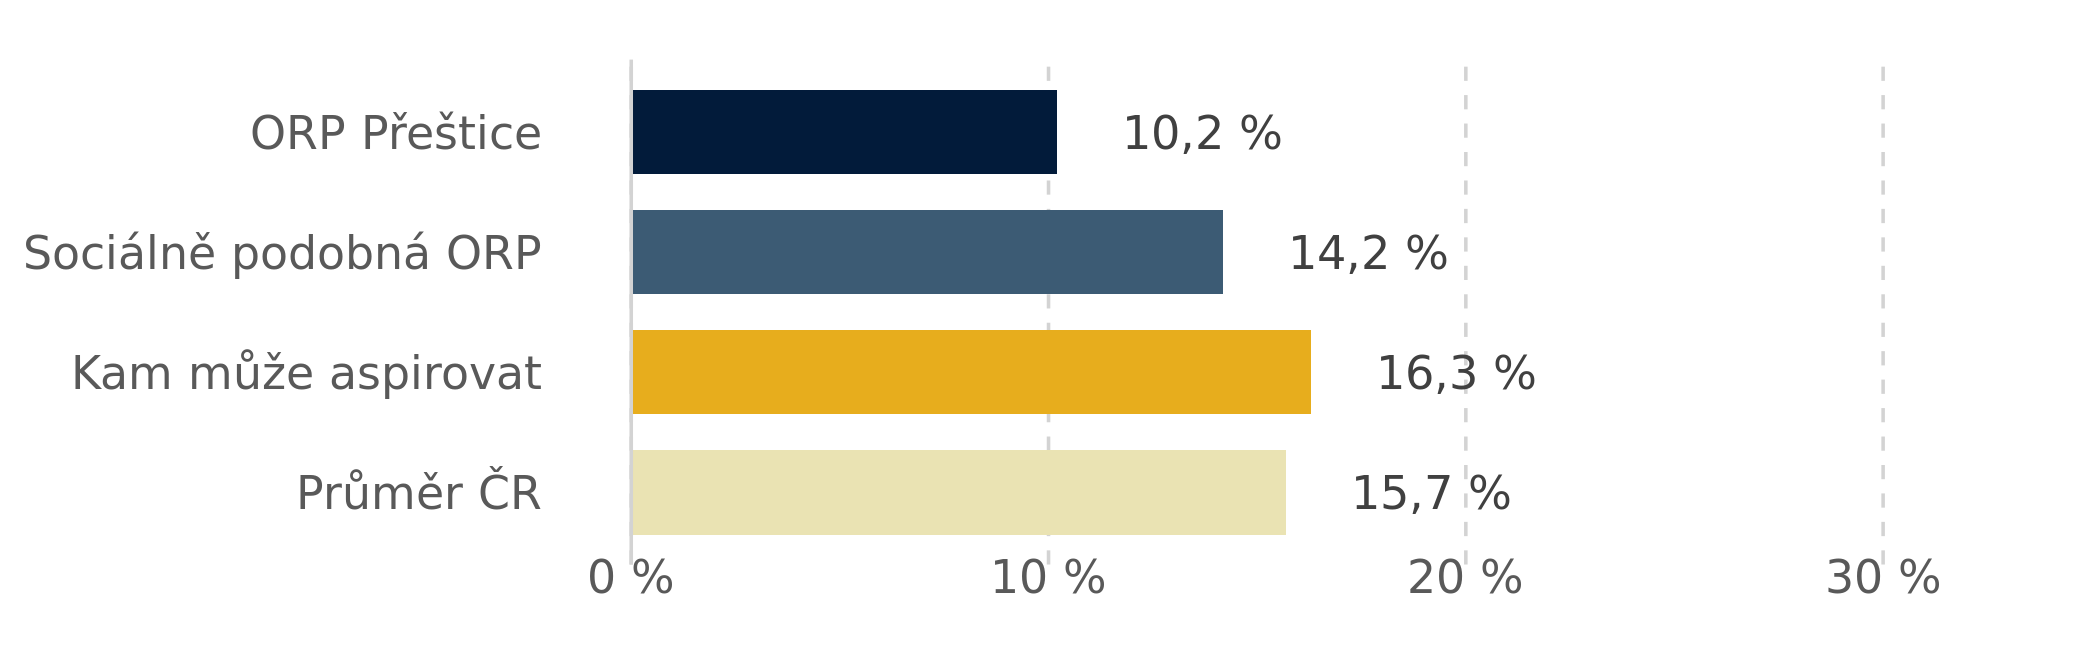 ORP Přeštice 10,2 %
Sociálně podobná ORP 14,2 %
Kam může aspirovat 16,3 %
Průměr ČR 15,7 %
0 % 10 % 20 % 30 %